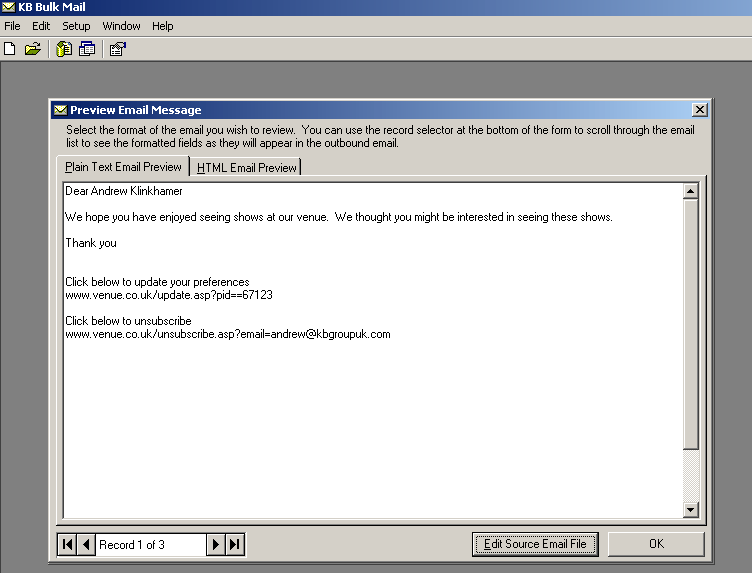 KB Bulk Mail
File Edit Setup Window Help
Preview Email Message
Select the format of the email you wish to review. You can use the record selector at the bottom of the form to scroll through the email
list to see the formatted fields as they will appear in the outbound email.
Plain Text Email Preview HTML Email Preview
Dear Andrew Klinkhamer
We hope you have enjoyed seeing shows at our venue. We thought you might be interested in seeing these shows.
Thank you
Click below to update your preferences
www.venue.co.uk/update.asp?pid==67123
Click below to unsubscribe
www.venue.co.uk/unsubscribe.asp?email=andrew@kbgroupuk.com
Record 1 of 3 Edit Source Email File OK